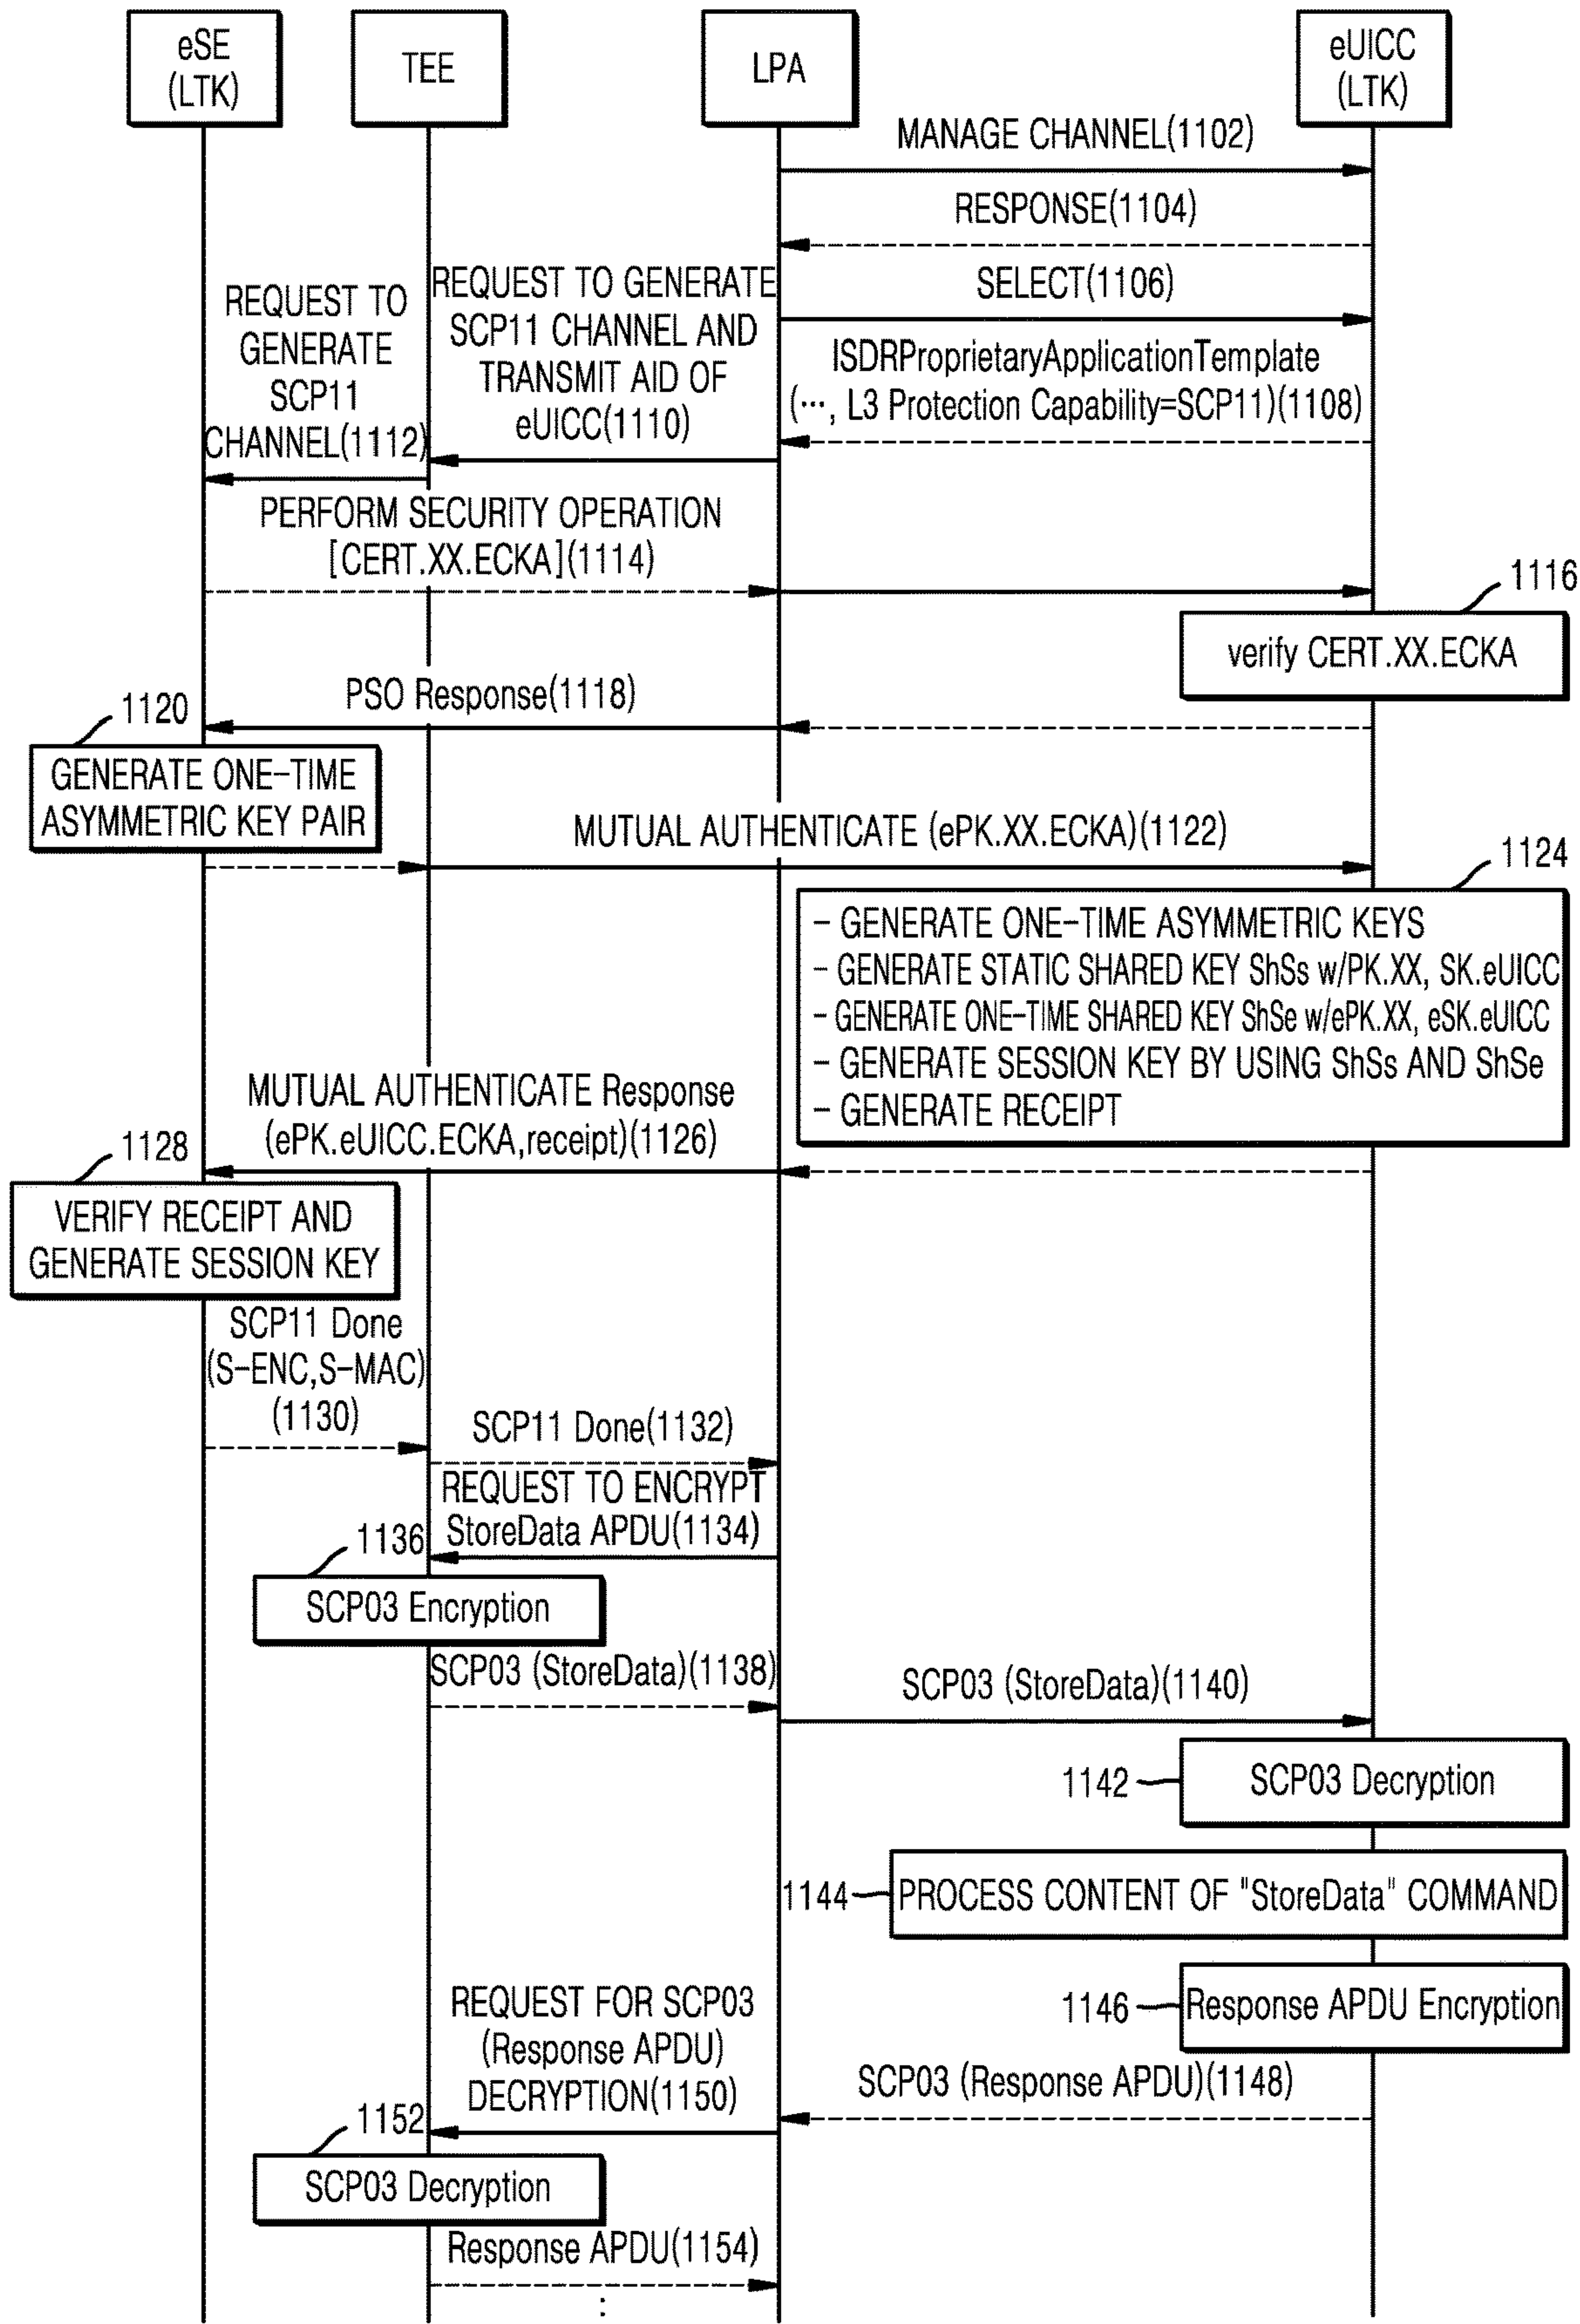 eSE
(LTK)
TEE
LPA
eUICC
(LTK)
MANAGE CHANNEL(1102)
RESPONSE(1104)
SELECT(1106)
ISDRProprietaryApplicationTemplate
(···, L3 Protection Capability=SCP11)(1108)
REQUEST TO GENERATE
SCP11 CHANNEL AND
TRANSMIT AID OF
eUICC(1110)
REQUEST TO
GENERATE
SCP11
CHANNEL(1112)
PERFORM SECURITY OPERATION
[CERT.XX.ECKA](1114)
1116
verify CERT.XX.ECKA
PSO Response(1118)
1120
GENERATE ONE-TIME
ASYMMETRIC KEY PAIR
MUTUAL AUTHENTICATE (ePK.XX.ECKA)(1122)
1124
- GENERATE ONE-TIME ASYMMETRIC KEYS
- GENERATE STATIC SHARED KEY ShSs w/PK.XX, SK.eUICC
- GENERATE ONE-TIME SHARED KEY ShSe w/ePK.XX, eSK.eUICC
- GENERATE SESSION KEY BY USING ShSs AND ShSe
- GENERATE RECEIPT
MUTUAL AUTHENTICATE Response
(ePK.eUICC.ECKA,receipt)(1126)
1128
VERIFY RECEIPT AND
GENERATE SESSION KEY
SCP11 Done
(S-ENC,S-MAC)
(1130)
SCP11 Done(1132)
REQUEST TO ENCRYPT
StoreData APDU(1134)
1136
SCP03 Encryption
SCP03 (StoreData)(1138)
SCP03 (StoreData)(1140)
1142
SCP03 Decryption
1144
PROCESS CONTENT OF "StoreData" COMMAND
1146
Response APDU Encryption
SCP03 (Response APDU)(1148)
REQUEST FOR SCP03
(Response APDU)
DECRYPTION(1150)
1152
SCP03 Decryption
Response APDU(1154)